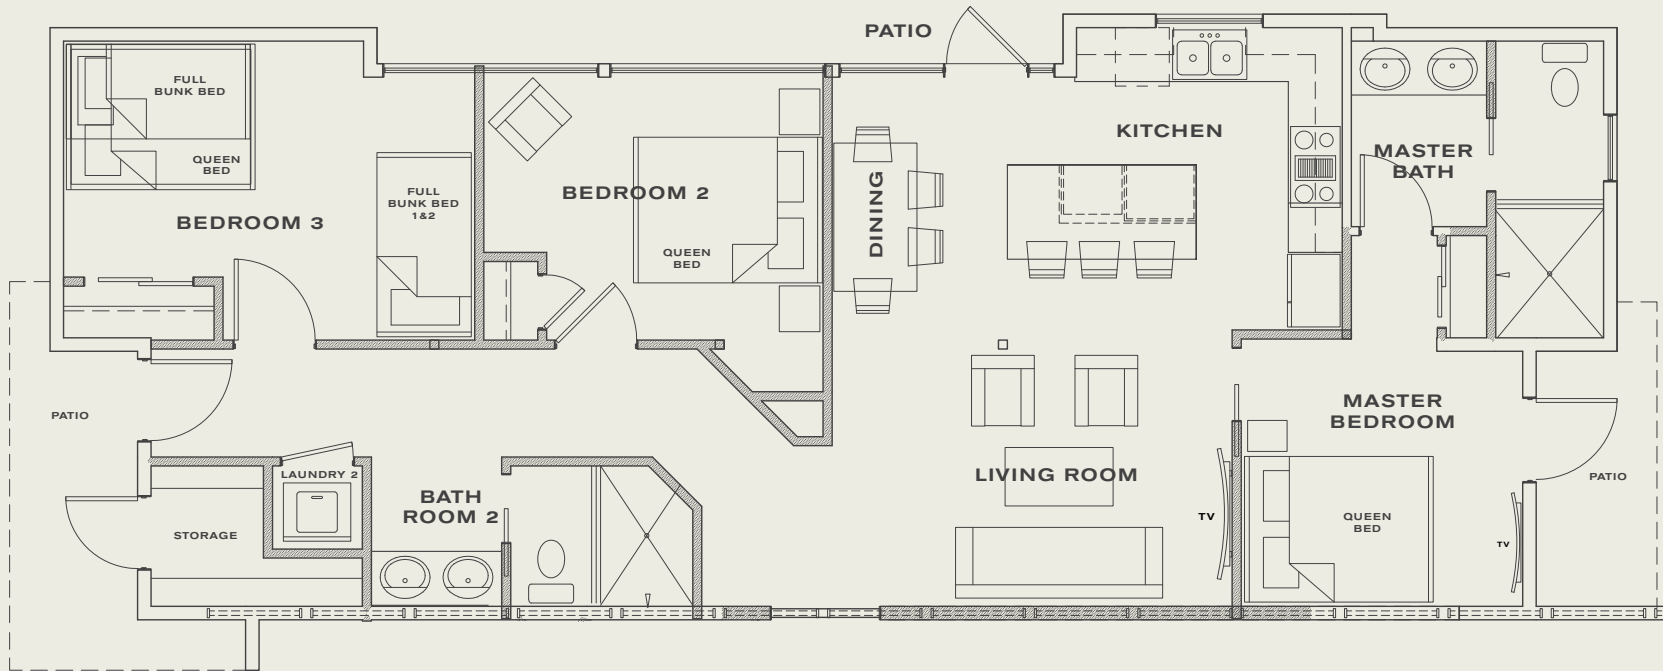 PATIO
FULL
BUNK BED
QUEEN
BED
BEDROOM 3
FULL
BUNK BED
1&2
BEDROOM 2
QUEEN
BED
DINING
KITCHEN
MASTER
BATH
PATIO
LAUNDRY 2
STORAGE
BATH
ROOM 2
LIVING ROOM
TV
MASTER
BEDROOM
QUEEN
BED
TV
PATIO